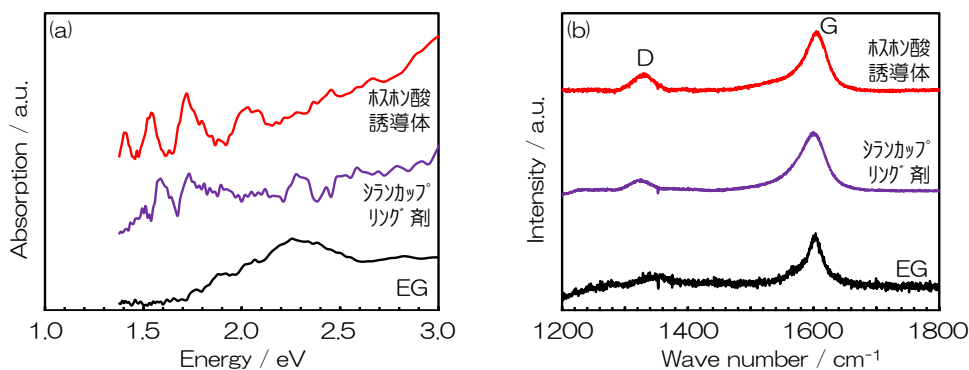 (a)
Absorption / a.u.
ﾎｽﾎﾝ酸
誘導体
ｼﾗﾝｶｯﾌﾟ
ﾘﾝｸﾞ剤
EG
1.0 1.5 2.0 2.5 3.0
Energy / eV
(b)
Intensity / a.u.
D
G
ﾎｽﾎﾝ酸
誘導体
ｼﾗﾝｶｯﾌﾟ
ﾘﾝｸﾞ剤
EG
1200 1400 1600 1800
Wave number / cm⁻¹